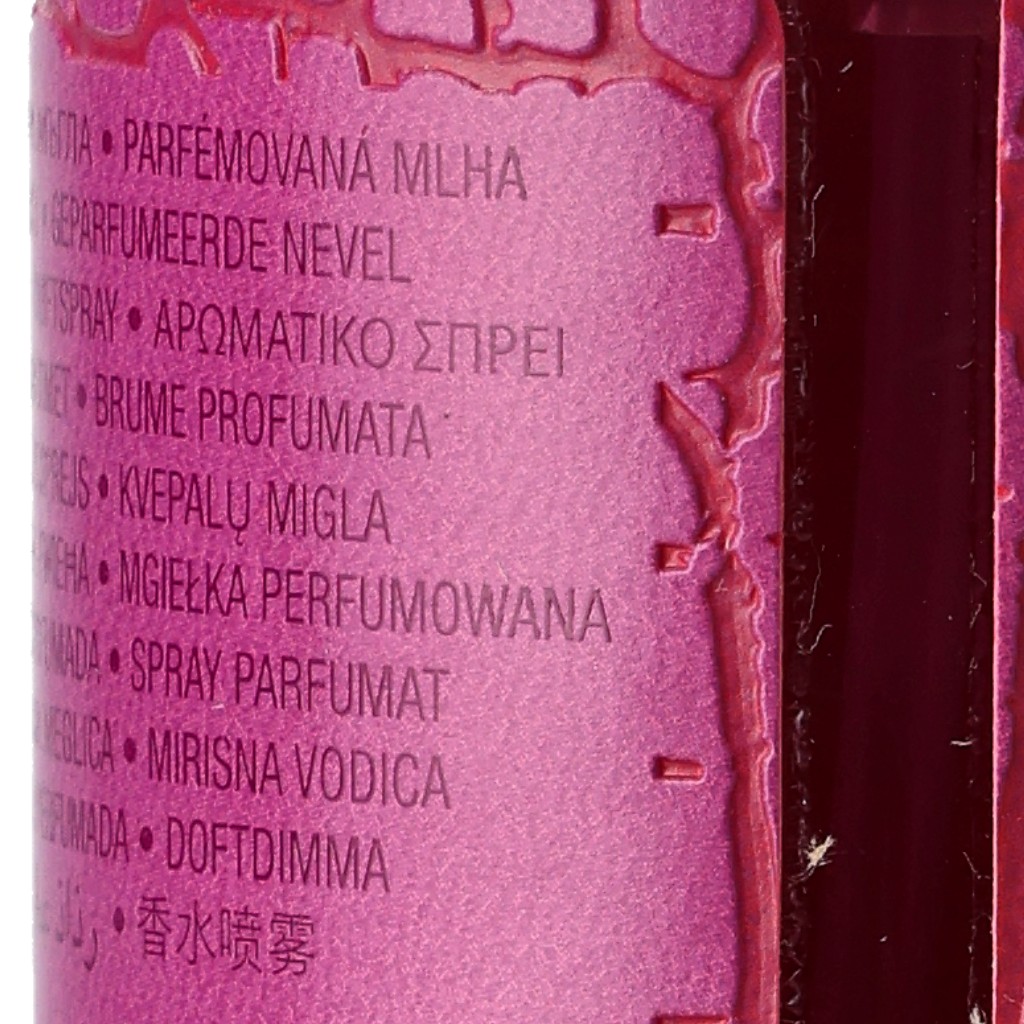 • PARFÉMOVANÁ MLHA
GEPARFUMEERDE NEVEL
• ΑΡΩΜΑΤΙΚΟ ΣΠΡΕΙ
• BRUME PROFUMATA
• KVEPALŲ MIGLA
• MGIEŁKA PERFUMOWANA
• SPRAY PARFUMAT
• MIRISNA VODICA
• DOFTDIMMA
• 香水喷雾